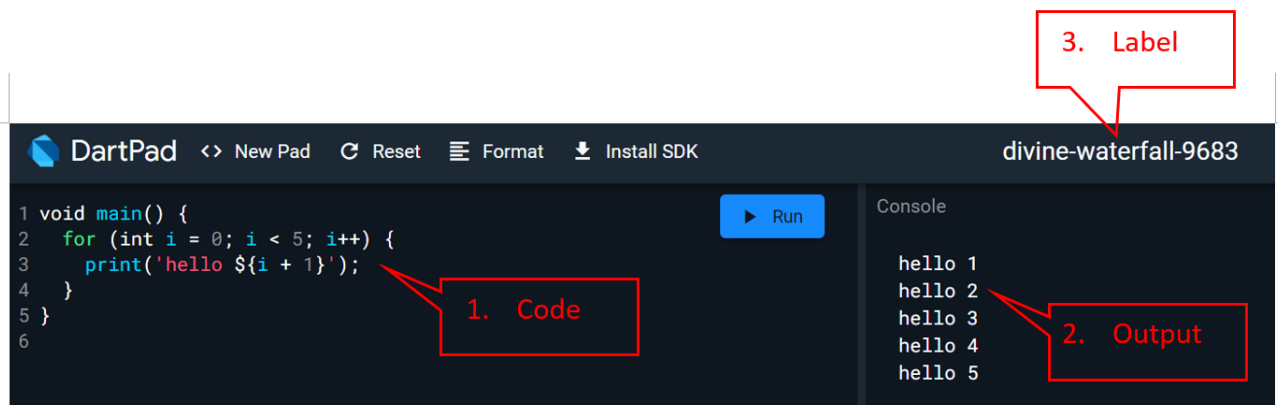 3. Label
DartPad <> New Pad Reset Format Install SDK divine-waterfall-9683
1 void main() {
2 for (int i = 0; i < 5; i++) {
3 print('hello ${i + 1}');
4 }
5 }
6
Run
1. Code
Console
hello 1
hello 2
hello 3
hello 4
hello 5
2. Output